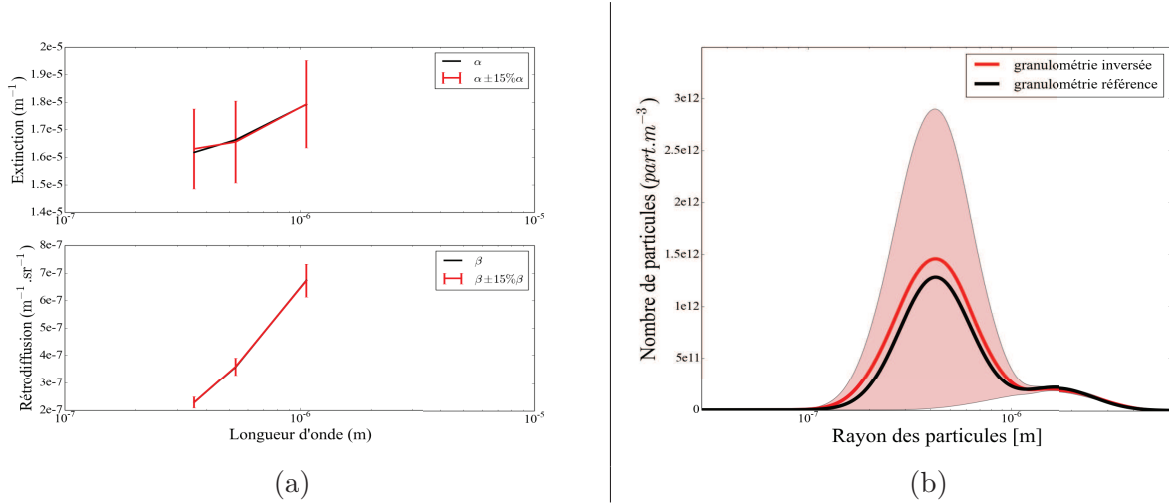 2e-5
1.9e-5
1.8e-5
1.7e-5
1.6e-5
1.5e-5
1.4e-5
Extinction (m⁻¹)
α
α±15%α
10⁻⁷
10⁻⁶
10⁻⁵
8e-7
7e-7
6e-7
5e-7
4e-7
3e-7
2e-7
Rétrodiffusion (m⁻¹.sr⁻¹)
β
β±15%β
10⁻⁷
10⁻⁶
10⁻⁵
Longueur d'onde (m)
(a)
granulométrie inversée
granulométrie référence
3e12
2.5e12
2e12
1.5e12
1e12
5e11
0
Nombre de particules (part.m⁻³)
10⁻⁷
10⁻⁶
Rayon des particules [m]
(b)